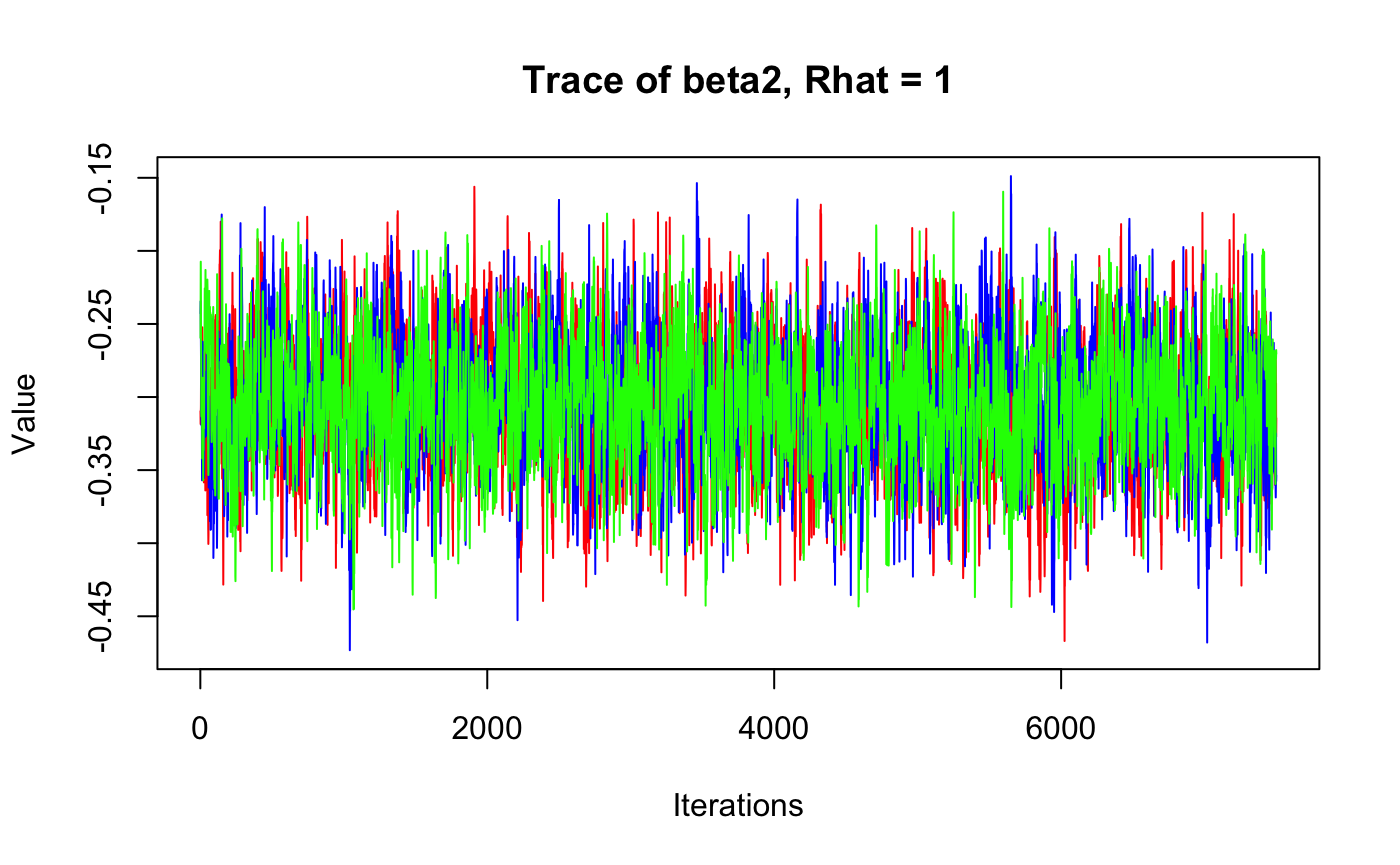 Trace of beta2, Rhat = 1
Value
-0.15
-0.25
-0.35
-0.45
0 2000 4000 6000
Iterations